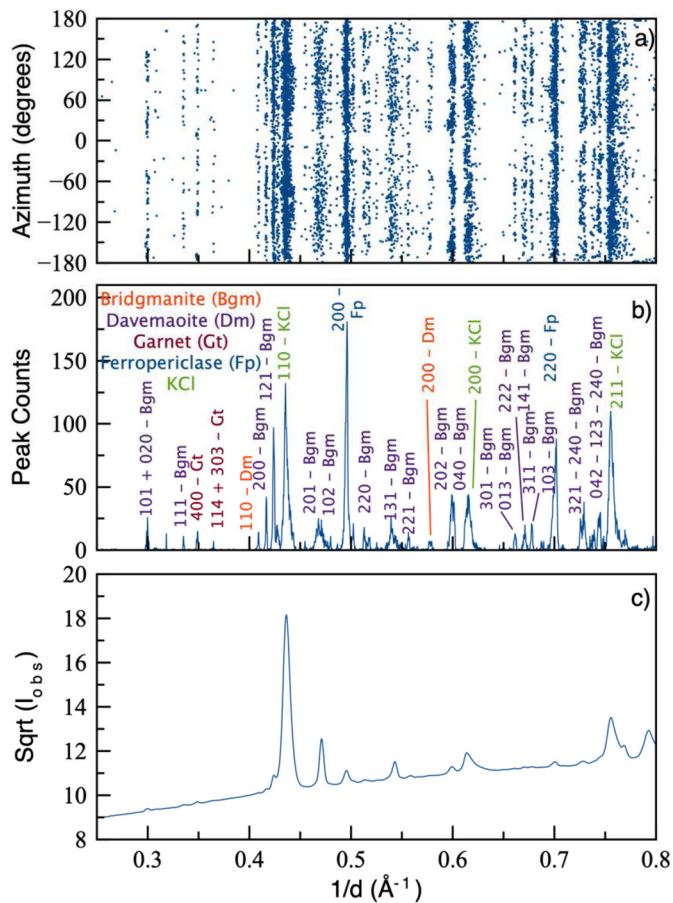 180
120
60
0
−60
−120
−180
Azimuth (degrees)
a)
200
150
100
50
0
Peak Counts
b)
Bridgmanite (Bgm)
Davemaoite (Dm)
Garnet (Gt)
Ferropericlase (Fp)
KCl
101 + 020 – Bgm
111 – Bgm
400 – Gt
114 + 303 – Gt
110 – Dm
200 – Bgm
121 – Bgm
110 – KCl
201 – Bgm
102 – Bgm
200 –
Fp
220 – Bgm
131 – Bgm
221 – Bgm
200 – Dm
202 – Bgm
040 – Bgm
200 – KCl
301 – Bgm
013 – Bgm
222 – Bgm
141 – Bgm
311 – Bgm
103 – Bgm
220 – Fp
321 – 240 – Bgm
042 – 123 – 240 – Bgm
211 – KCl
20
18
16
14
12
10
8
Sqrt (Iobs)
c)
0.3 0.4 0.5 0.6 0.7 0.8
1/d (Å-1)